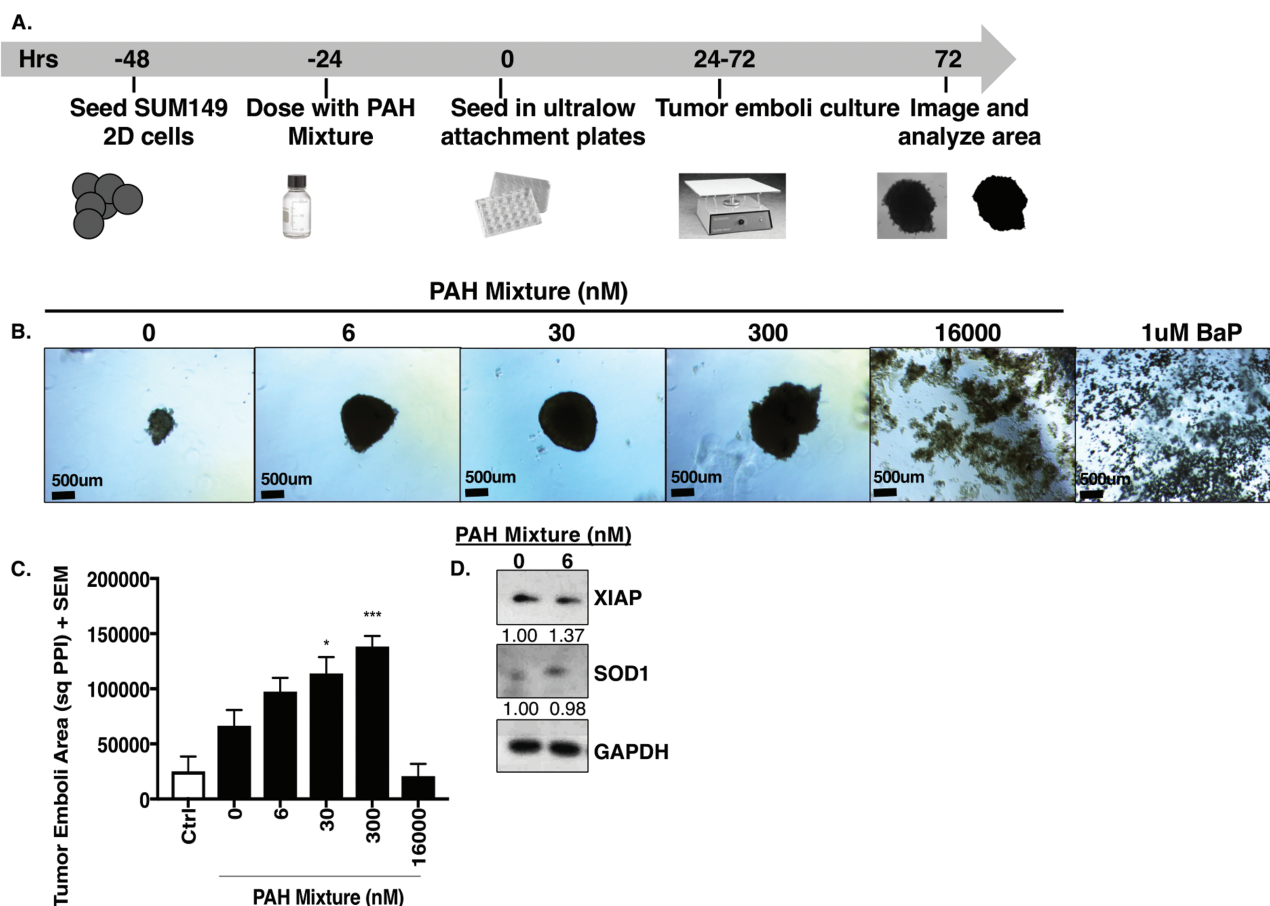 A.
Hrs -48 -24 0 24-72 72
Seed SUM149 Dose with PAH Seed in ultralow Tumor emboli culture Image and
2D cells Mixture attachment plates analyze area
PAH Mixture (nM)
B. 0 6 30 300 16000 1uM BaP
500um 500um 500um 500um 500um 500um
C.
Tumor Emboli Area (sq PPI) + SEM
200000
150000
100000
50000
0
* ***
Ctrl 0 6 30 300 16000
PAH Mixture (nM)
D.
PAH Mixture (nM)
0 6
XIAP
1.00 1.37
SOD1
1.00 0.98
GAPDH